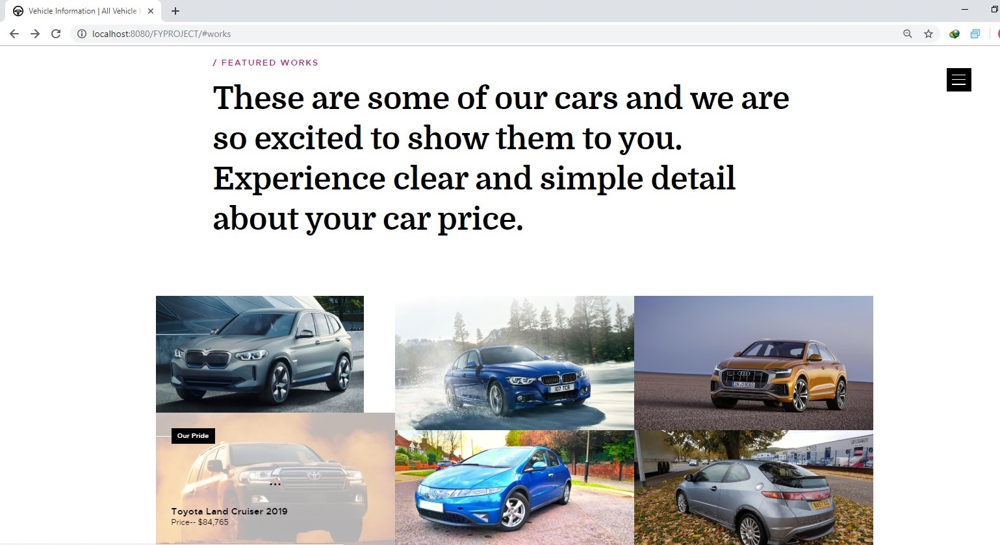 Vehicle Information | All Vehicle
localhost:8080/FYPROJECT/#works
/ FEATURED WORKS
These are some of our cars and we are
so excited to show them to you.
Experience clear and simple detail
about your car price.
107 TCB
Our Pride
Toyota Land Cruiser 2019
Price-- $84,765